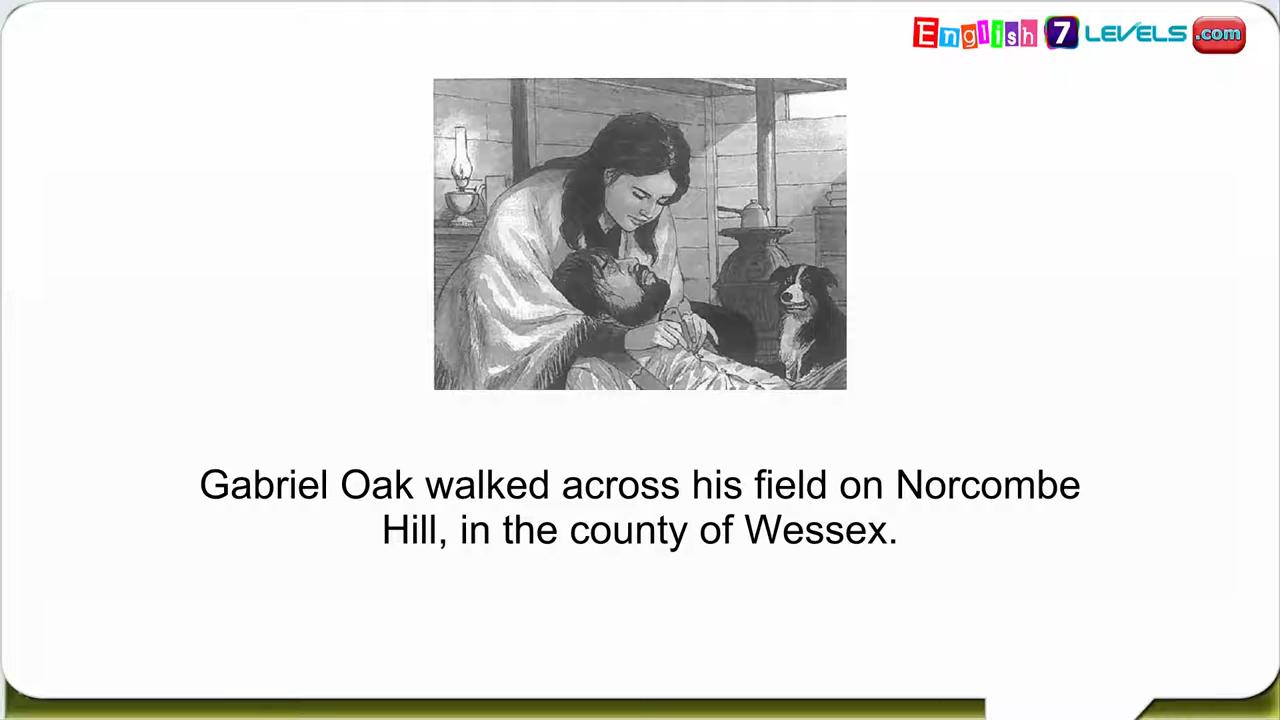 English 7 LEVELS .com
Gabriel Oak walked across his field on Norcombe
Hill, in the county of Wessex.